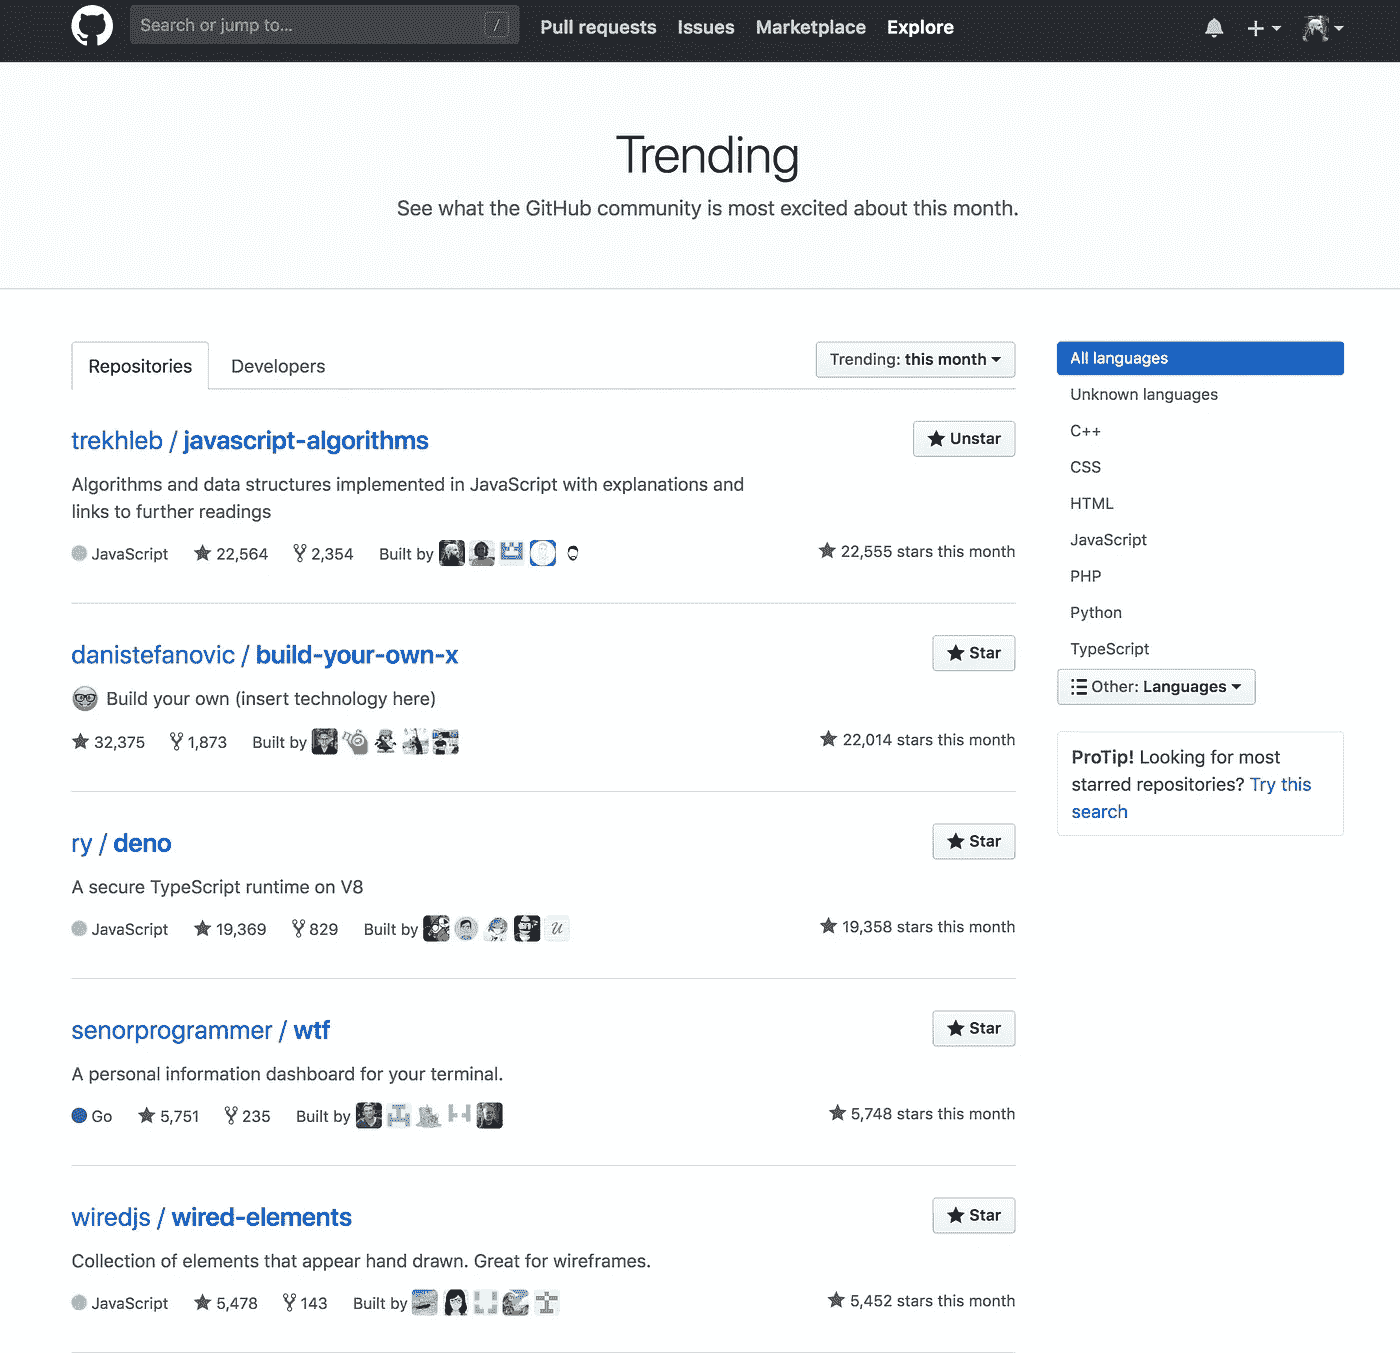 Search or jump to... /
Pull requests Issues Marketplace Explore
Trending
See what the GitHub community is most excited about this month.
Repositories Developers
Trending: this month
trekhleb / javascript-algorithms
Unstar
Algorithms and data structures implemented in JavaScript with explanations and
links to further readings
JavaScript 22,564 2,354 Built by
22,555 stars this month
danistefanovic / build-your-own-x
Star
Build your own (insert technology here)
32,375 1,873 Built by
22,014 stars this month
ry / deno
Star
A secure TypeScript runtime on V8
JavaScript 19,369 829 Built by
19,358 stars this month
senorprogrammer / wtf
Star
A personal information dashboard for your terminal.
Go 5,751 235 Built by
5,748 stars this month
wiredjs / wired-elements
Star
Collection of elements that appear hand drawn. Great for wireframes.
JavaScript 5,478 143 Built by
5,452 stars this month
All languages
Unknown languages
C++
CSS
HTML
JavaScript
PHP
Python
TypeScript
Other: Languages
ProTip! Looking for most
starred repositories? Try this
search